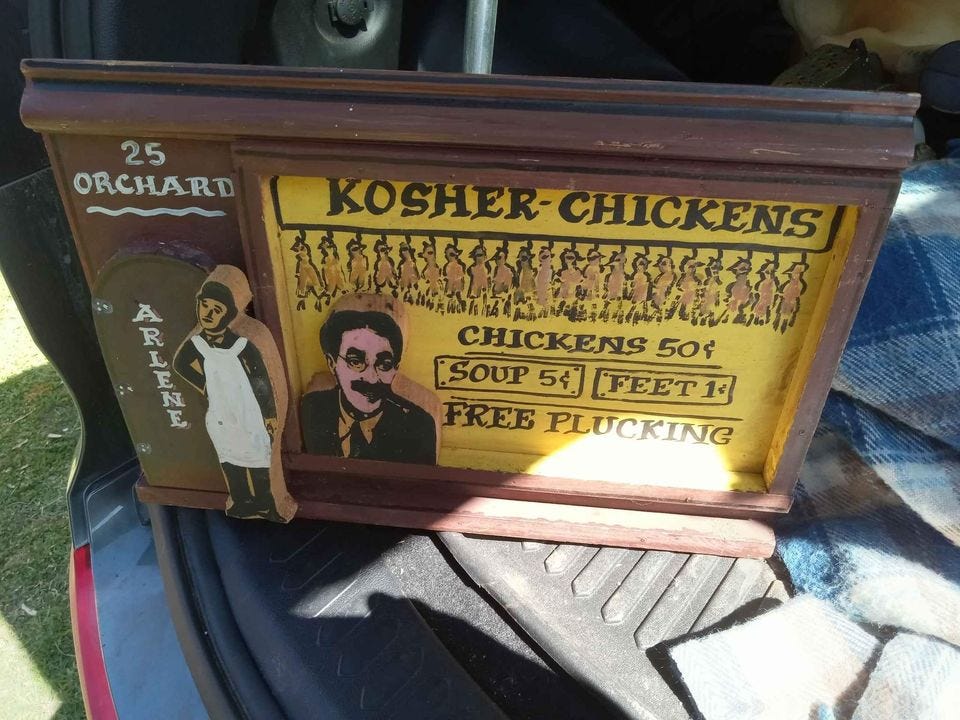 25
ORCHARD
ARLENE
KOSHER-CHICKENS
CHICKENS 50¢
SOUP 5¢ FEET 1¢
FREE PLUCKING